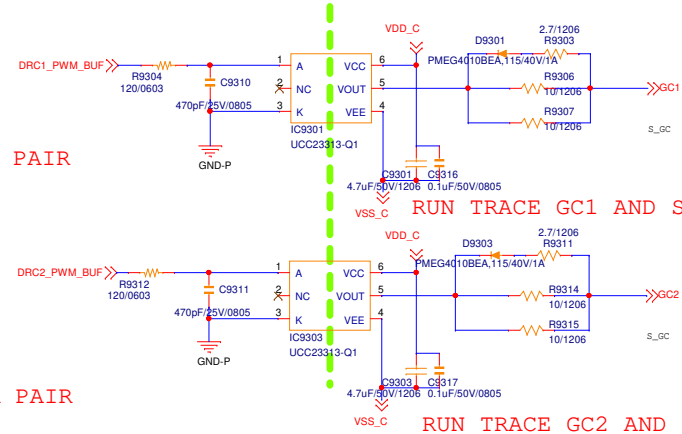 VDD_C
2.7/1206
D9301
R9303
DRC1_PWM_BUF
1
A
VCC
6
PMEG4010BEA,115/40V/1A
R9304
120/0603
C9310
2
NC
VOUT
5
R9306
10/1206
GC1
470pF/25V/0805
3
K
VEE
4
R9307
10/1206
S_GC
IC9301
UCC23313-Q1
PAIR
GND-P
C9301
C9316
4.7uF/50V/1206
0.1uF/50V/0805
VSS_C
RUN TRACE GC1 AND S
VDD_C
2.7/1206
D9303
R9311
DRC2_PWM_BUF
1
A
VCC
6
PMEG4010BEA,115/40V/1A
R9312
120/0603
C9311
2
NC
VOUT
5
R9314
10/1206
GC2
470pF/25V/0805
3
K
VEE
4
R9315
10/1206
S_GC
IC9303
UCC23313-Q1
GND-P
C9303
C9317
4.7uF/50V/1206
0.1uF/50V/0805
PAIR
VSS_C
RUN TRACE GC2 AND